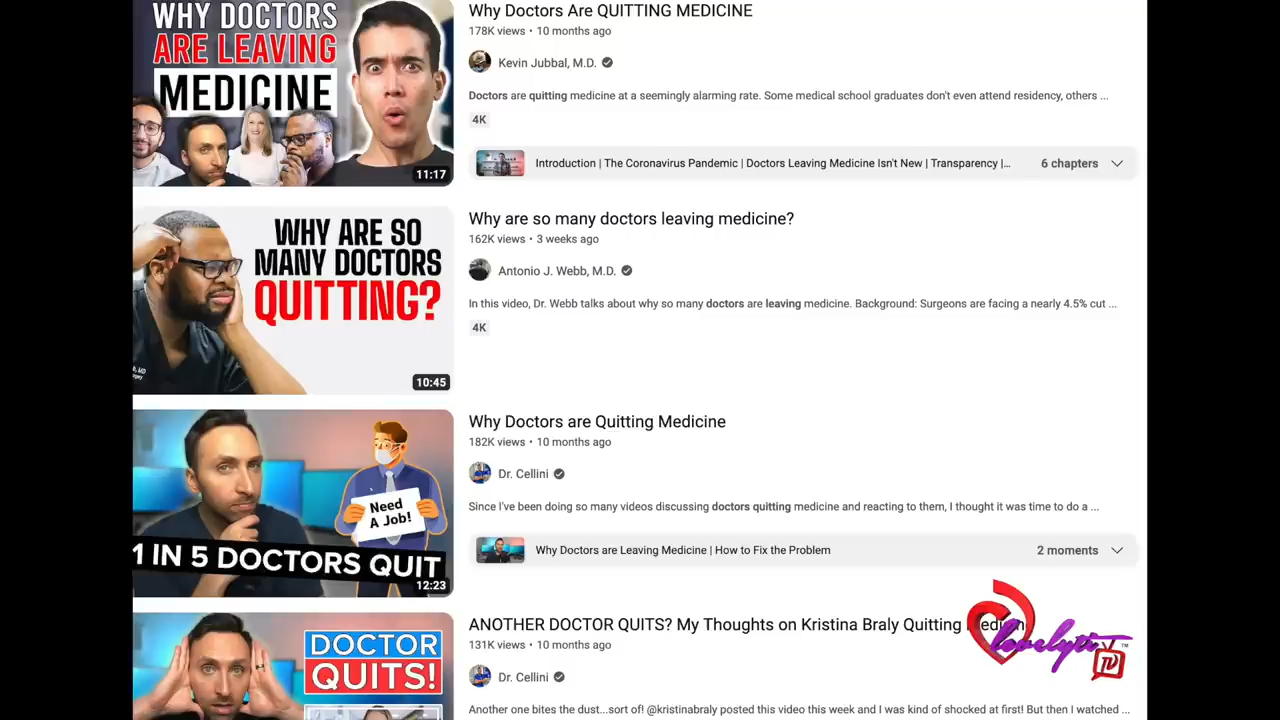 WHY DOCTORS
ARE LEAVING
MEDICINE
11:17
Why Doctors Are QUITTING MEDICINE
178K views • 10 months ago
Kevin Jubbal, M.D.
Doctors are quitting medicine at a seemingly alarming rate. Some medical school graduates don't even attend residency, others ...
4K
Introduction | The Coronavirus Pandemic | Doctors Leaving Medicine Isn't New | Transparency |...
6 chapters
WHY ARE SO
MANY DOCTORS
QUITTING?
10:45
Why are so many doctors leaving medicine?
162K views • 3 weeks ago
Antonio J. Webb, M.D.
In this video, Dr. Webb talks about why so many doctors are leaving medicine. Background: Surgeons are facing a nearly 4.5% cut ...
4K
Need
A Job!
1 IN 5 DOCTORS QUIT
12:23
Why Doctors are Quitting Medicine
182K views • 10 months ago
Dr. Cellini
Since I've been doing so many videos discussing doctors quitting medicine and reacting to them, I thought it was time to do a ...
Why Doctors are Leaving Medicine | How to Fix the Problem
2 moments
DOCTOR
QUITS!
ANOTHER DOCTOR QUITS? My Thoughts on Kristina Braly Quitting
131K views • 10 months ago
Dr. Cellini
Another one bites the dust...sort of! @kristinabraly posted this video this week and I was kind of shocked at first! But then I watched ...
lovelyti
TV
TM